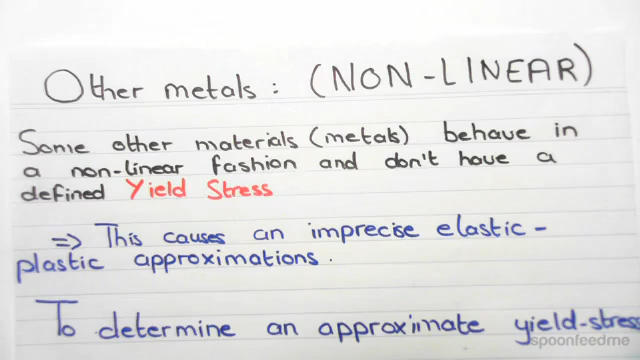 Other metals: (NON-LINEAR)
Some other materials (metals) behave in
a non-linear fashion and don't have a
defined Yield Stress
=> This causes an imprecise elastic-
plastic approximations.
To determine an approximate yield-stress
spoonfeedme